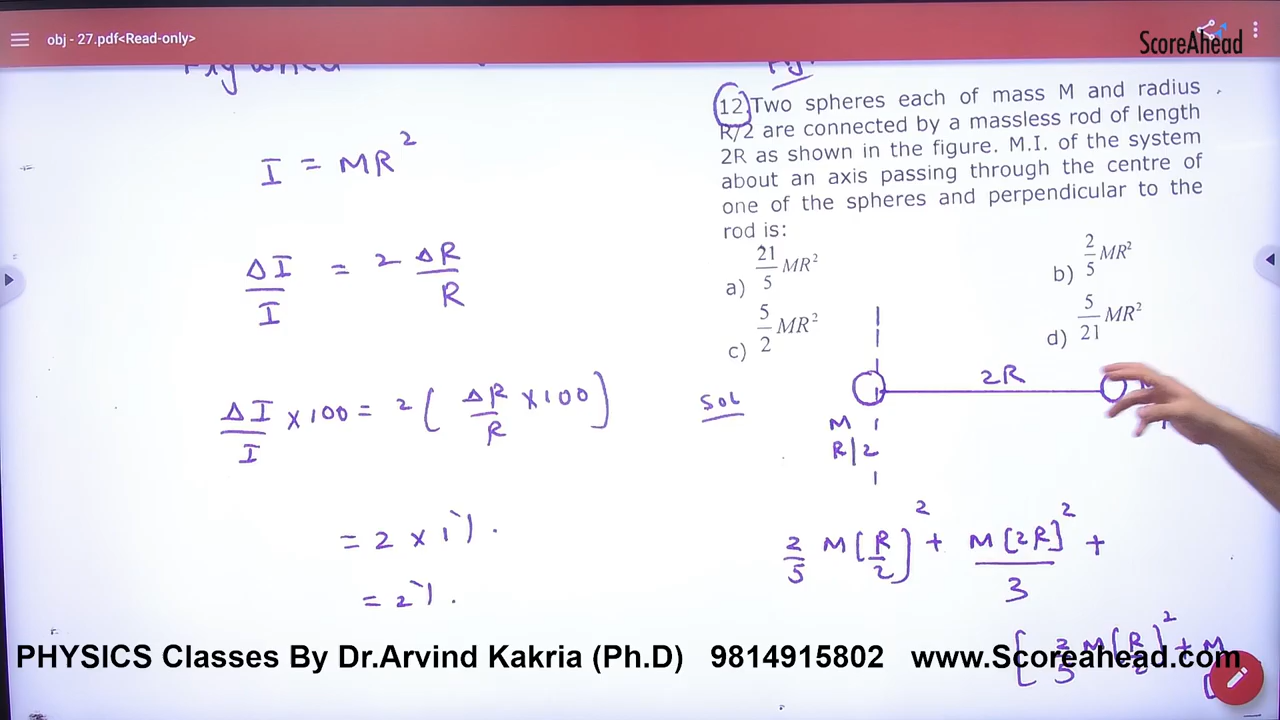 obj - 27.pdf<Read-only>
ScoreAhead
I = MR²
ΔI/I = 2 ΔR/R
ΔI/I × 100 = 2 ( ΔR/R × 100 )
= 2 × 1%.
= 2%.
12. Two spheres each of mass M and radius
R/2 are connected by a massless rod of length
2R as shown in the figure. M.I. of the system
about an axis passing through the centre of
one of the spheres and perpendicular to the
rod is:
a) 21/5 MR² b) 2/5 MR²
c) 5/2 MR² d) 5/21 MR²
Sol
2R
M
R/2
2/5 M[R/2]² + M[2R]²/3 +
[ 2/5 M[R/2]² + M
PHYSICS Classes By Dr.Arvind Kakria (Ph.D) 9814915802 www.Scoreahead.com